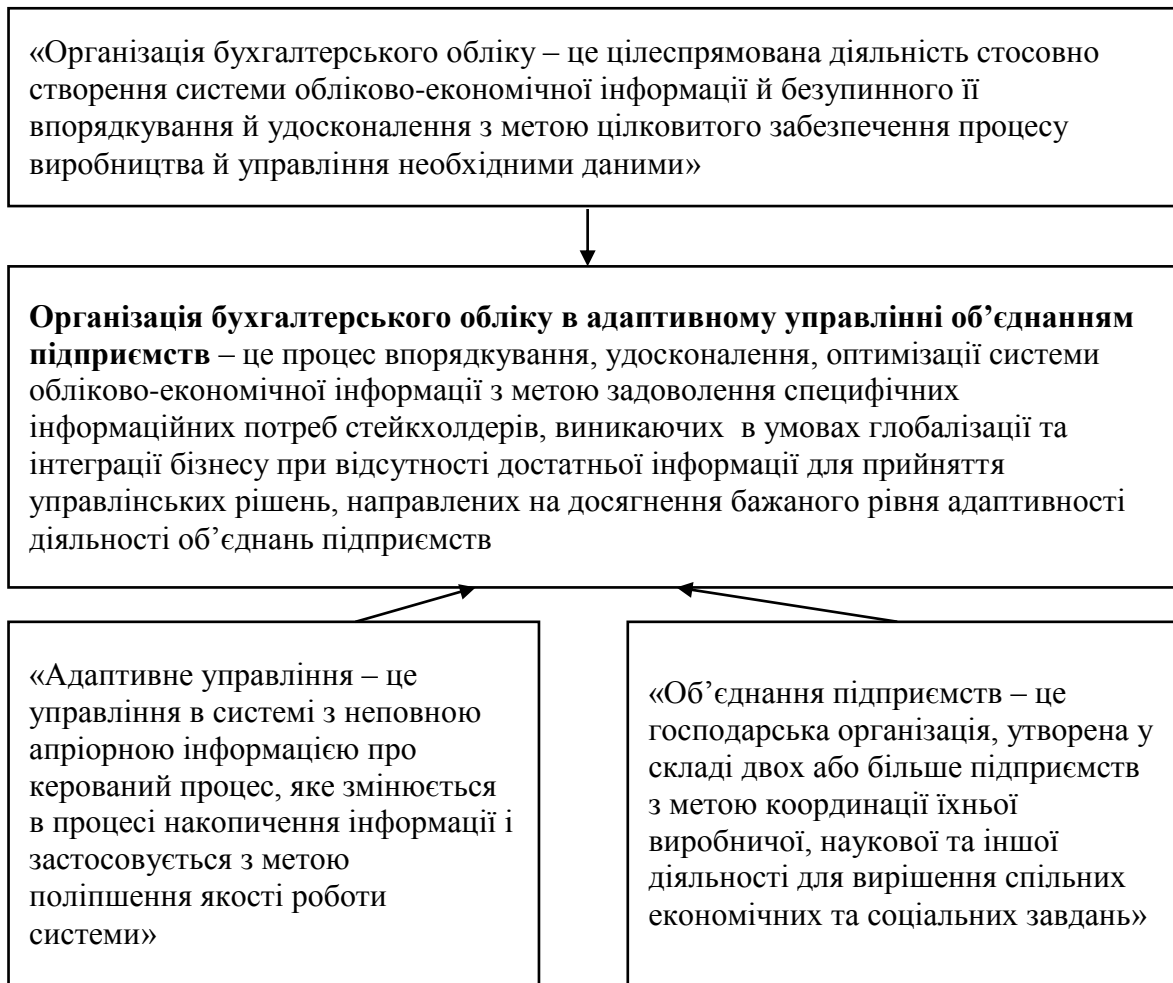 «Організація бухгалтерського обліку – це цілеспрямована діяльність стосовно
створення системи обліково-економічної інформації й безупинного її
впорядкування й удосконалення з метою цілковитого забезпечення процесу
виробництва й управління необхідними даними»
Організація бухгалтерського обліку в адаптивному управлінні об’єднанням
підприємств – це процес впорядкування, удосконалення, оптимізації системи
обліково-економічної інформації з метою задоволення специфічних
інформаційних потреб стейкхолдерів, виникаючих  в умовах глобалізації та
інтеграції бізнесу при відсутності достатньої інформації для прийняття
управлінських рішень, направлених на досягнення бажаного рівня адаптивності
діяльності об’єднань підприємств
«Адаптивне управління – це
управління в системі з неповною
апріорною інформацією про
керований процес, яке змінюється
в процесі накопичення інформації і
застосовується з метою
поліпшення якості роботи
системи»
«Об’єднання підприємств – це
господарська організація, утворена у
складі двох або більше підприємств
з метою координації їхньої
виробничої, наукової та іншої
діяльності для вирішення спільних
економічних та соціальних завдань»